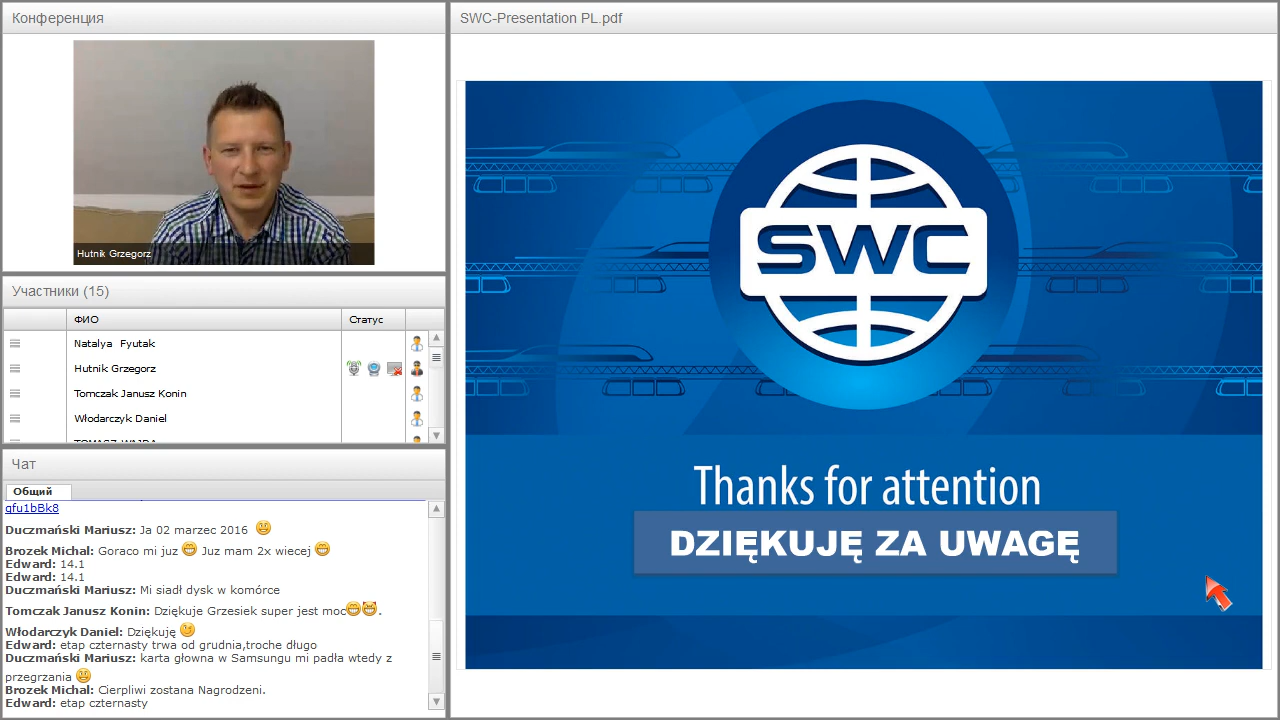 Конференция
Hutnik Grzegorz
Участники (15)
ФИО Статус
Natalya Fyutak
Hutnik Grzegorz
Tomczak Janusz Konin
Włodarczyk Daniel
TOMASZ WAJDA
Чат
Общий
gfu1bBk8
Duczmański Mariusz: Ja 02 marzec 2016
Brozek Michal: Goraco mi juz Juz mam 2x wiecej
Edward: 14.1
Edward: 14.1
Duczmański Mariusz: Mi siadł dysk w komórce
Tomczak Janusz Konin: Dziękuje Grzesiek super jest moc.
Włodarczyk Daniel: Dziękuję
Edward: etap czternasty trwa od grudnia,troche długo
Duczmański Mariusz: karta głowna w Samsungu mi padła wtedy z
przegrzania
Brozek Michal: Cierpliwi zostana Nagrodzeni.
Edward: etap czternasty
SWC-Presentation PL.pdf
SWC
Thanks for attention
DZIĘKUJĘ ZA UWAGĘ